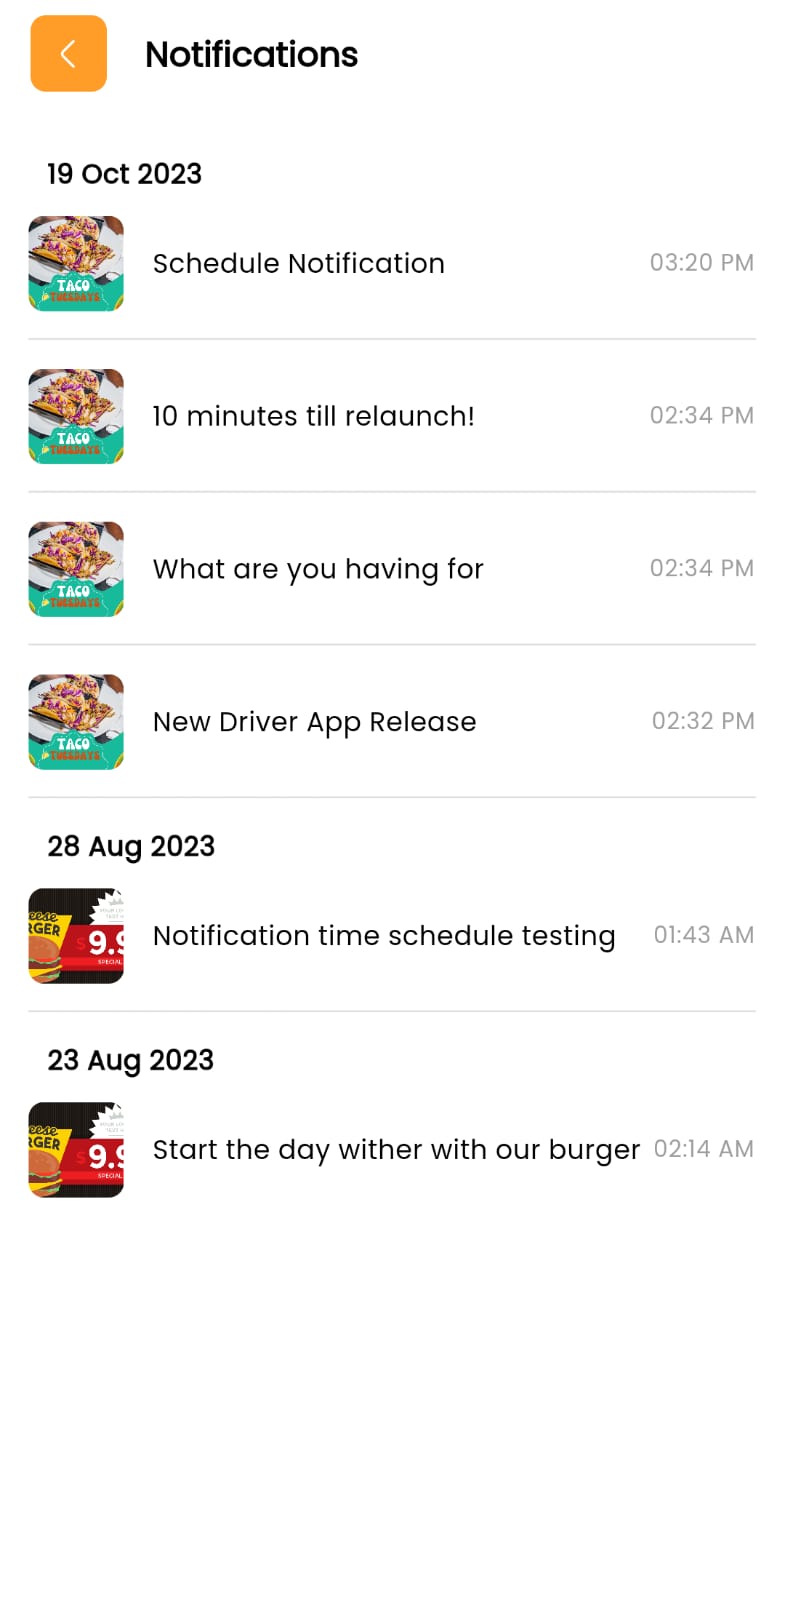 Notifications
19 Oct 2023
TACO
TUESDAYS
Schedule Notification 03:20 PM
TACO
TUESDAYS
10 minutes till relaunch! 02:34 PM
TACO
TUESDAYS
What are you having for 02:34 PM
TACO
TUESDAYS
New Driver App Release 02:32 PM
28 Aug 2023
RGER
$9.9
SPECIAL
Notification time schedule testing 01:43 AM
23 Aug 2023
RGER
$9.9
SPECIAL
Start the day wither with our burger 02:14 AM